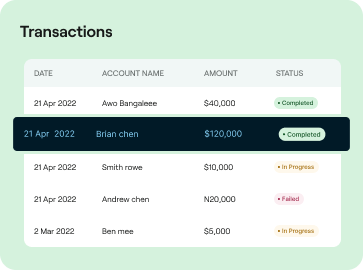 Transactions
DATE ACCOUNT NAME AMOUNT STATUS
21 Apr 2022 Awo Bangaleee $40,000 • Completed
21 Apr 2022 Brian chen $120,000 • Completed
21 Apr 2022 Smith rowe $10,000 • In Progress
21 Apr 2022 Andrew chen N20,000 • Failed
2 Mar 2022 Ben mee $5,000 • In Progress